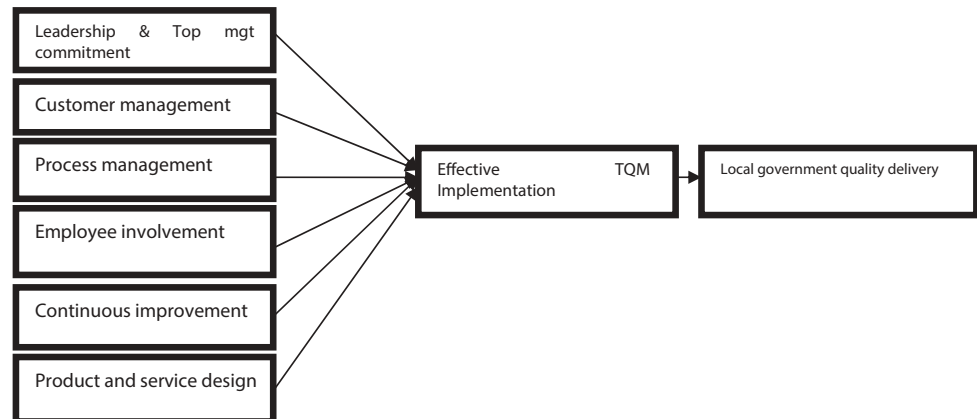 Leadership & Top mgt
commitment
Customer management
Process management
Employee involvement
Continuous improvement
Product and service design
Effective TQM
Implementation
Local government quality delivery